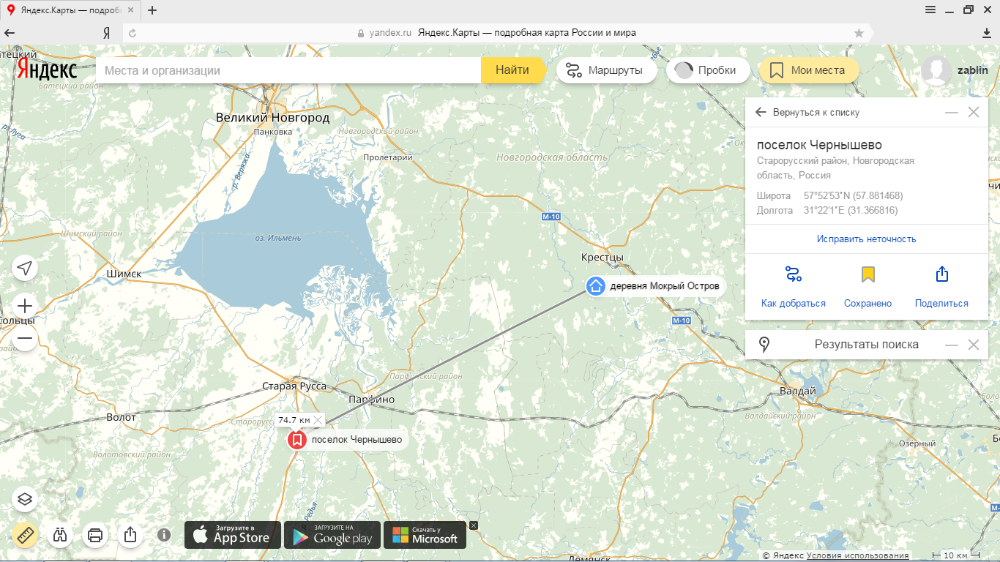 Яндекс.Карты — подроб
Я
yandex.ru Яндекс.Карты — подробная карта России и мира
Яндекс
Места и организации
Найти
Маршруты
Пробки
Мои места
zablin
Батецкий район
р. Луга
Великий Новгород
Панковка
Новгородский район
Пролетарий
Новгородская область
р. Веряжа
Вернуться к списку
поселок Чернышево
Старорусский район, Новгородская
область, Россия
Широта 57°52'53"N (57.881468)
Долгота 31°22'1"E (31.366816)
Исправить неточность
Как добраться
Сохранено
Поделиться
Результаты поиска
М-10
Шимский район
оз. Ильмень
Крестцы
Шимск
деревня Мокрый Остров
М-10
Парфинский район
Старая Русса
Парфино
Валдай
Волот
74.7 км
Валдайский район
поселок Чернышево
Озёрный
Волотовский район
р. Редья
Загрузите в
App Store
ЗАГРУЗИТЕ НА
Google play
Скачать у
Microsoft
Демянск
© Яндекс Условия использования
10 км